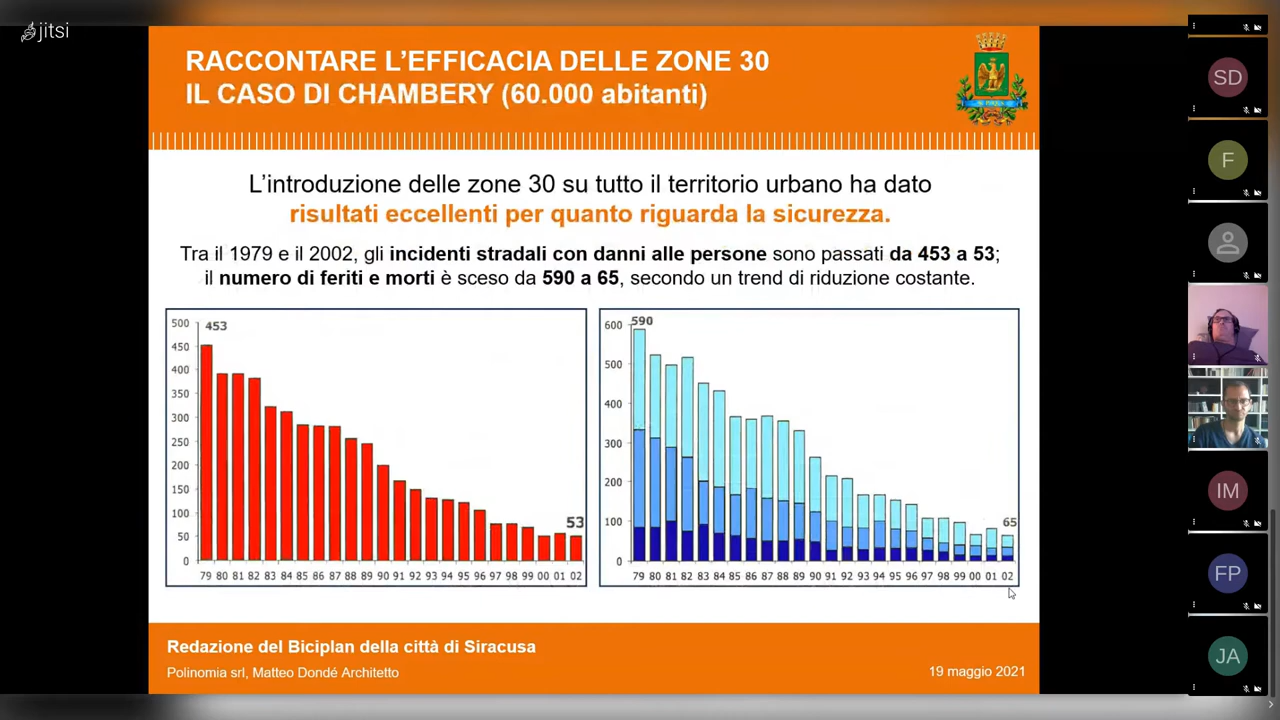 jitsi
RACCONTARE L'EFFICACIA DELLE ZONE 30
IL CASO DI CHAMBERY (60.000 abitanti)
L'introduzione delle zone 30 su tutto il territorio urbano ha dato
risultati eccellenti per quanto riguarda la sicurezza.
Tra il 1979 e il 2002, gli incidenti stradali con danni alle persone sono passati da 453 a 53;
il numero di feriti e morti è sceso da 590 a 65, secondo un trend di riduzione costante.
500
450
400
350
300
250
200
150
100
50
0
453
53
79 80 81 82 83 84 85 86 87 88 89 90 91 92 93 94 95 96 97 98 99 00 01 02
600
500
400
300
200
100
0
590
65
79 80 81 82 83 84 85 86 87 88 89 90 91 92 93 94 95 96 97 98 99 00 01 02
Redazione del Biciplan della città di Siracusa
Polinomia srl, Matteo Dondé Architetto
19 maggio 2021
SD
F
IM
FP
JA